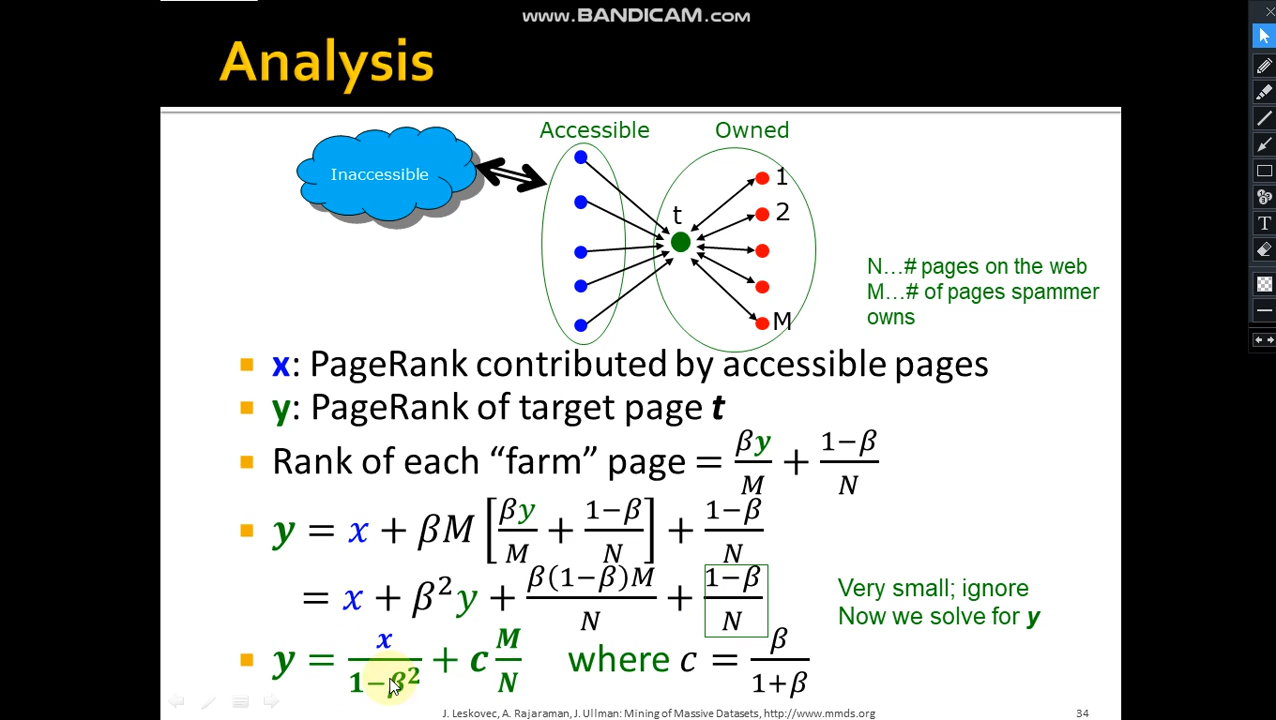 www.BANDICAM.com
Analysis
Accessible Owned
Inaccessible
1
t
2
M
N…# pages on the web
M…# of pages spammer
owns
x: PageRank contributed by accessible pages
y: PageRank of target page t
Rank of each “farm” page = βy/M + (1−β)/N
y = x + βM [βy/M + (1−β)/N] + (1−β)/N
= x + β²y + β(1−β)M/N + (1−β)/N
Very small; ignore
Now we solve for y
y = x/(1−β²) + c M/N where c = β/(1+β)
J. Leskovec, A. Rajaraman, J. Ullman: Mining of Massive Datasets, http://www.mmds.org 34
T